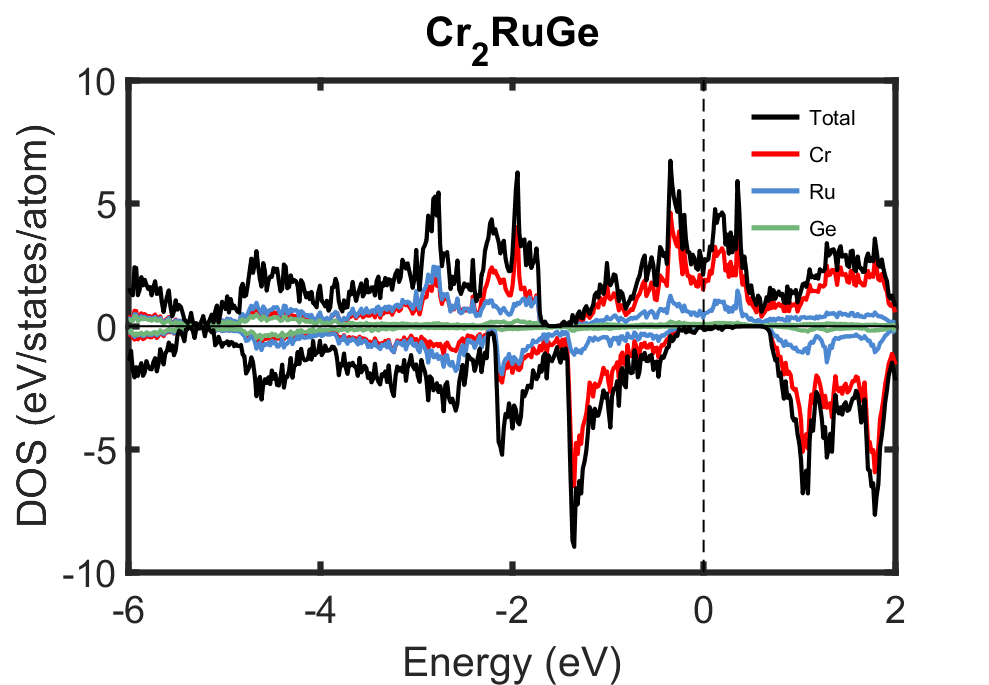 Cr₂RuGe
DOS (eV/states/atom)
10
5
0
-5
-10
Total
Cr
Ru
Ge
-6 -4 -2 0 2
Energy (eV)